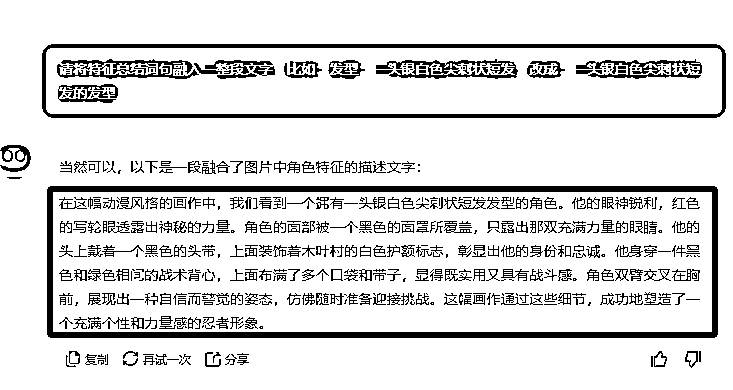 请将特征总结词句融入一整段文字 比如 发型 一头银白色尖刺状短发 改成 一头银白色尖刺状短
发的发型
当然可以，以下是一段融合了图片中角色特征的描述文字：
在这幅动漫风格的画作中，我们看到一个拥有一头银白色尖刺状短发发型的角色。他的眼神锐利，红色
的写轮眼透露出神秘的力量。角色的面部被一个黑色的面罩所覆盖，只露出那双充满力量的眼睛。他的
头上戴着一个黑色的头带，上面装饰着木叶村的白色护额标志，彰显出他的身份和忠诚。他身穿一件黑
色和绿色相间的战术背心，上面布满了多个口袋和带子，显得既实用又具有战斗感。角色双臂交叉在胸
前，展现出一种自信而警觉的姿态，仿佛随时准备迎接挑战。这幅画作通过这些细节，成功地塑造了一
个充满个性和力量感的忍者形象。
复制 再试一次 分享